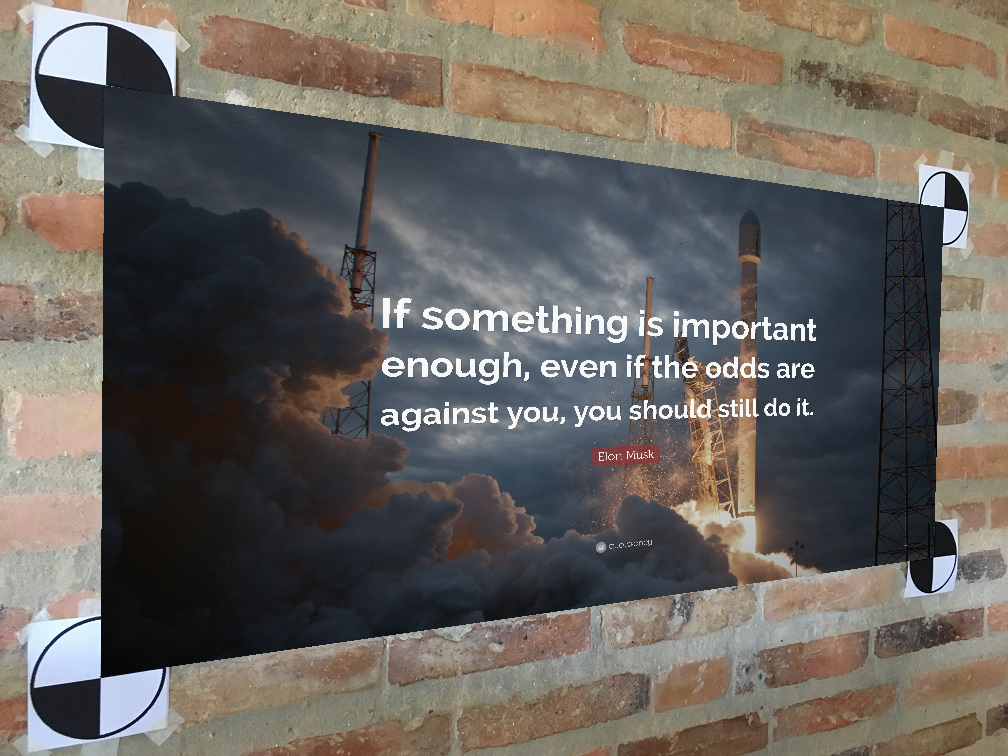 If something is important
enough, even if the odds are
against you, you should still do it.
Elon Musk
quotefancy